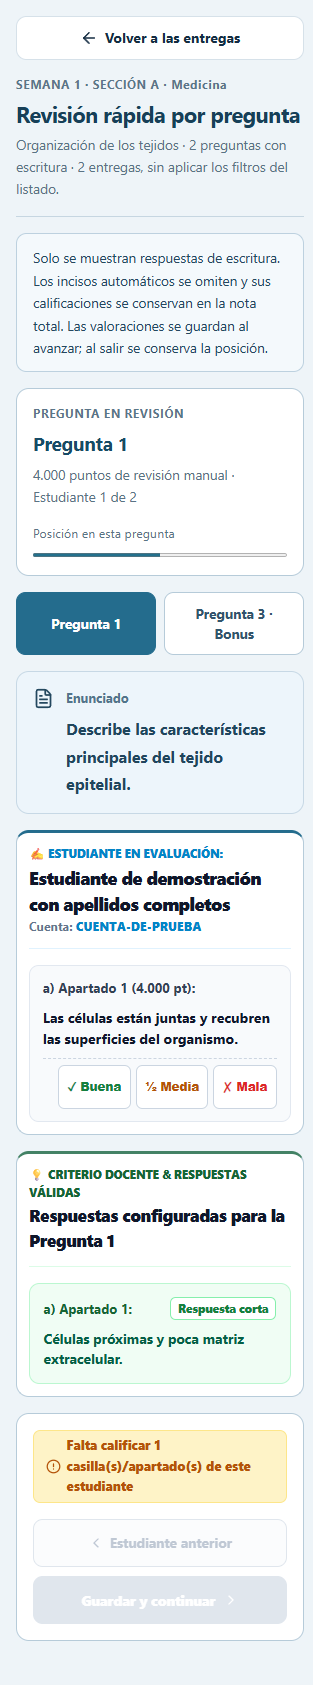 Volver a las entregas
SEMANA 1 · SECCIÓN A · Medicina
Revisión rápida por pregunta
Organización de los tejidos · 2 preguntas con
escritura · 2 entregas, sin aplicar los filtros del
listado.
Solo se muestran respuestas de escritura.
Los incisos automáticos se omiten y sus
calificaciones se conservan en la nota
total. Las valoraciones se guardan al
avanzar; al salir se conserva la posición.
PREGUNTA EN REVISIÓN
Pregunta 1
4.000 puntos de revisión manual ·
Estudiante 1 de 2
Posición en esta pregunta
Pregunta 1
Pregunta 3 ·
Bonus
Enunciado
Describe las características
principales del tejido
epitelial.
✍️ ESTUDIANTE EN EVALUACIÓN:
Estudiante de demostración
con apellidos completos
Cuenta: CUENTA-DE-PRUEBA
a) Apartado 1 (4.000 pt):
Las células están juntas y recubren
las superficies del organismo.
✓ Buena
½ Media
✗ Mala
💡 CRITERIO DOCENTE & RESPUESTAS
VÁLIDAS
Respuestas configuradas para la
Pregunta 1
a) Apartado 1:
Respuesta corta
Células próximas y poca matriz
extracelular.
Falta calificar 1
casilla(s)/apartado(s) de este
estudiante
Estudiante anterior
Guardar y continuar